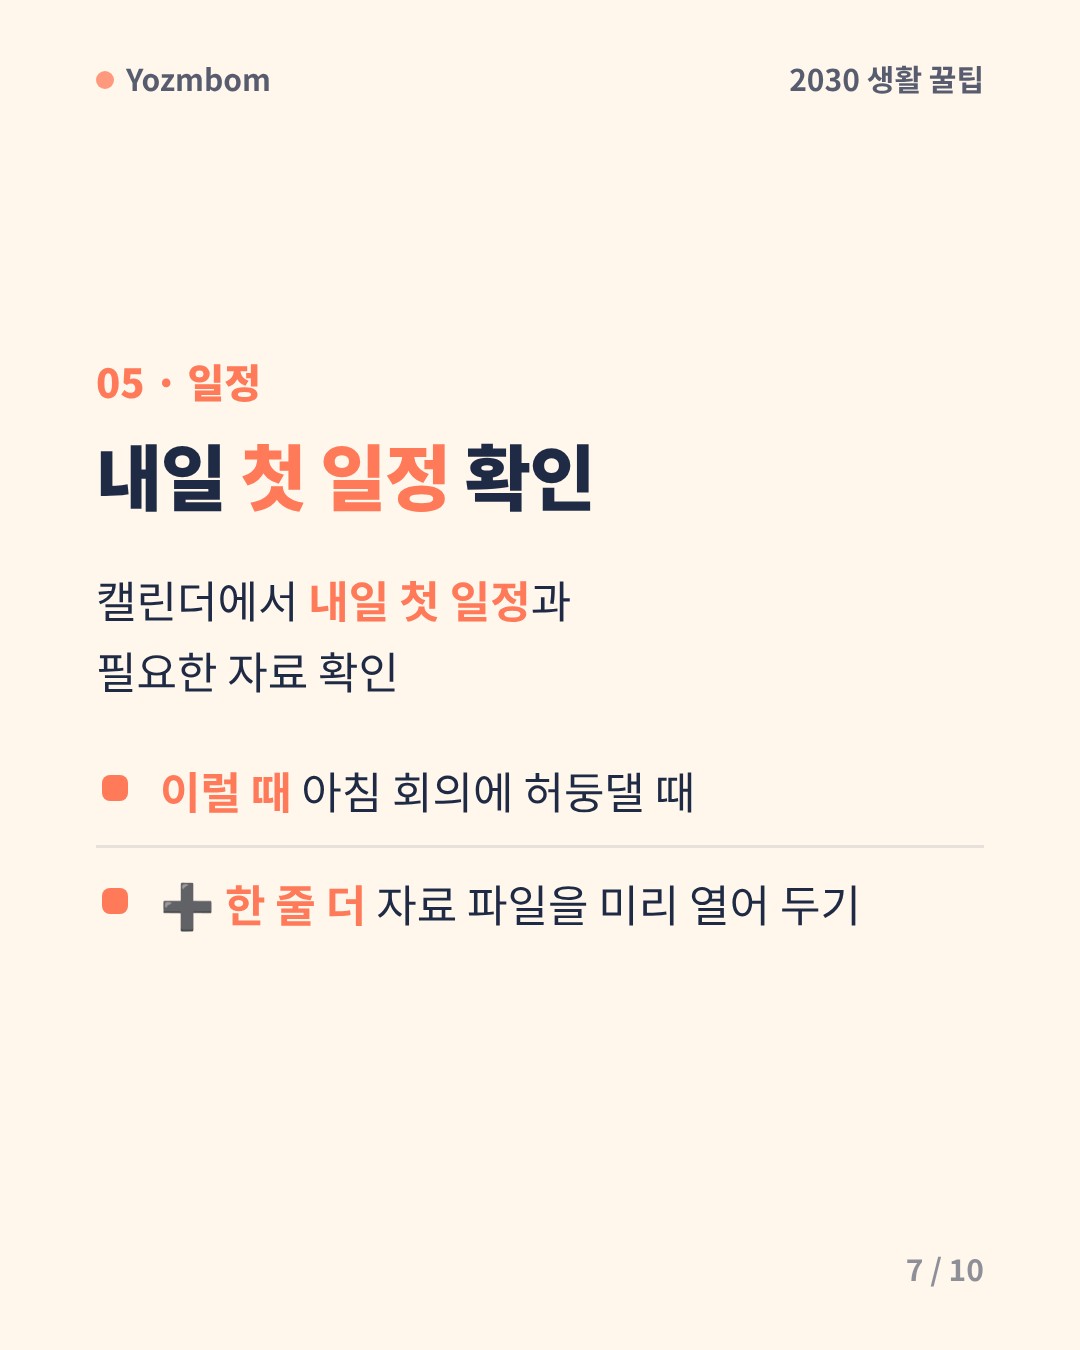 Yozmbom
2030 생활 꿀팁
05 · 일정
내일 첫 일정 확인
캘린더에서 내일 첫 일정과
필요한 자료 확인
이럴 때 아침 회의에 허둥댈 때
➕ 한 줄 더 자료 파일을 미리 열어 두기
7 / 10